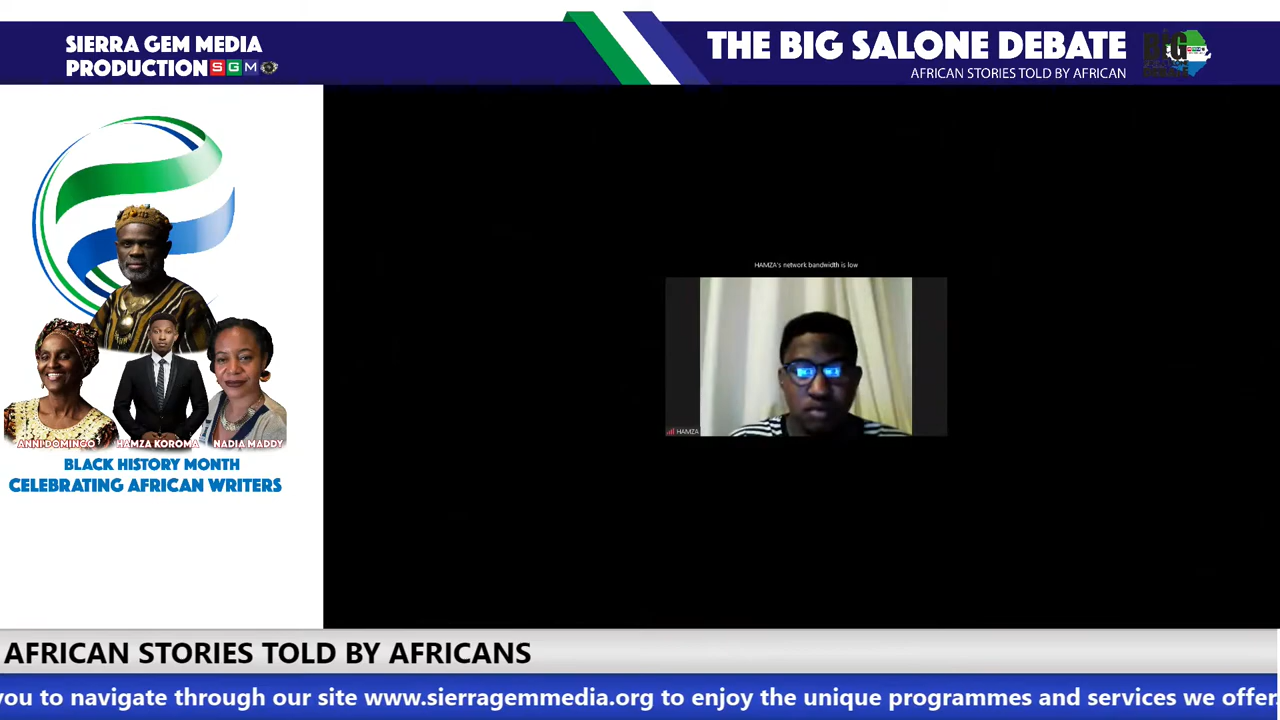 SIERRA GEM MEDIA
PRODUCTION SGM
THE BIG SALONE DEBATE
AFRICAN STORIES TOLD BY AFRICAN
BIG
HAMZA's network bandwidth is low
HAMZA
ANNI DOMINGO HAMZA KOROMA NADIA MADDY
BLACK HISTORY MONTH
CELEBRATING AFRICAN WRITERS
AFRICAN STORIES TOLD BY AFRICANS
you to navigate through our site www.sierragemmedia.org to enjoy the unique programmes and services we offer